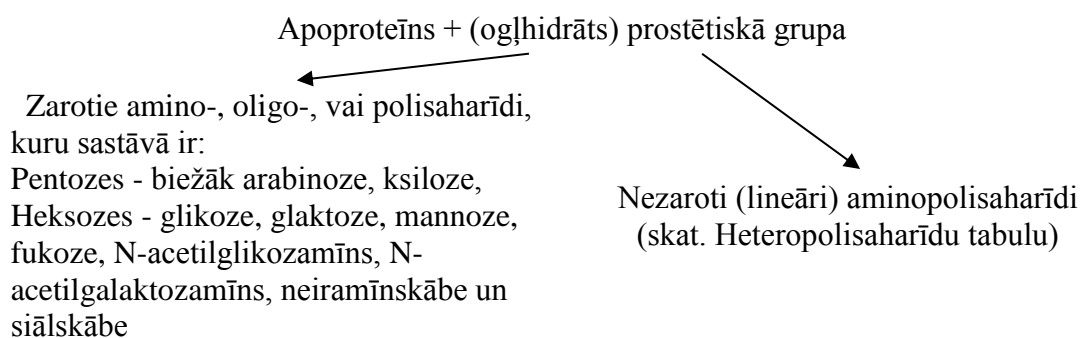 Apoproteīns + (ogļhidrāts) prostētiskā grupa
Zarotie amino-, oligo-, vai polisaharīdi,
kuru sastāvā ir:
Pentozes - biežāk arabinoze, ksiloze,
Heksozes - glikoze, glaktoze, mannoze,
fukoze, N-acetilglikozamīns, N-
acetilgalaktozamīns, neiramīnskābe un
siālskābe
Nezaroti (lineāri) aminopolisaharīdi
(skat. Heteropolisaharīdu tabulu)